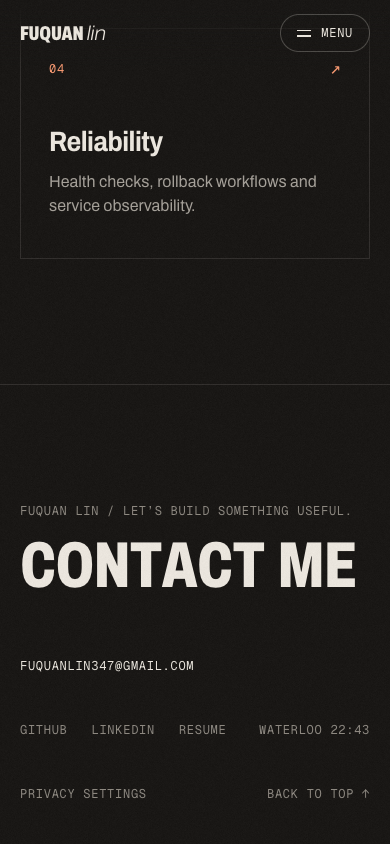 FUQUAN lin
MENU
04 ↗
Reliability
Health checks, rollback workflows and
service observability.
FUQUAN LIN / LET'S BUILD SOMETHING USEFUL.
CONTACT ME
FUQUANLIN347@GMAIL.COM
GITHUB LINKEDIN RESUME WATERLOO 22:43
PRIVACY SETTINGS BACK TO TOP ↑